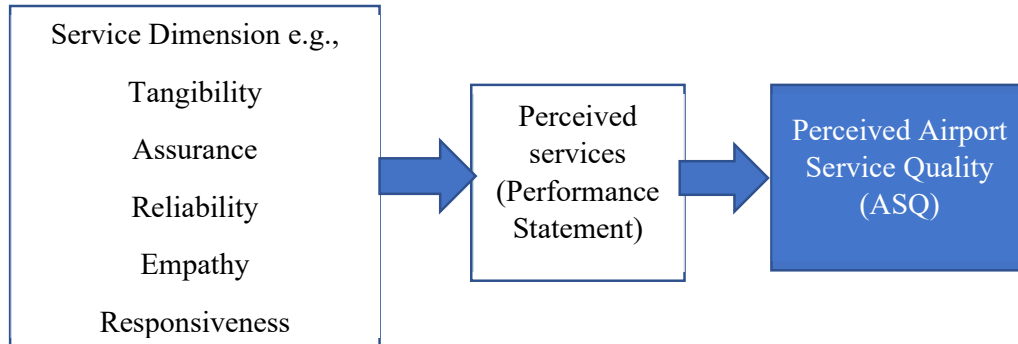 Service Dimension e.g.,
Tangibility
Assurance
Reliability
Empathy
Responsiveness
Perceived
services
(Performance
Statement)
Perceived Airport
Service Quality
(ASQ)